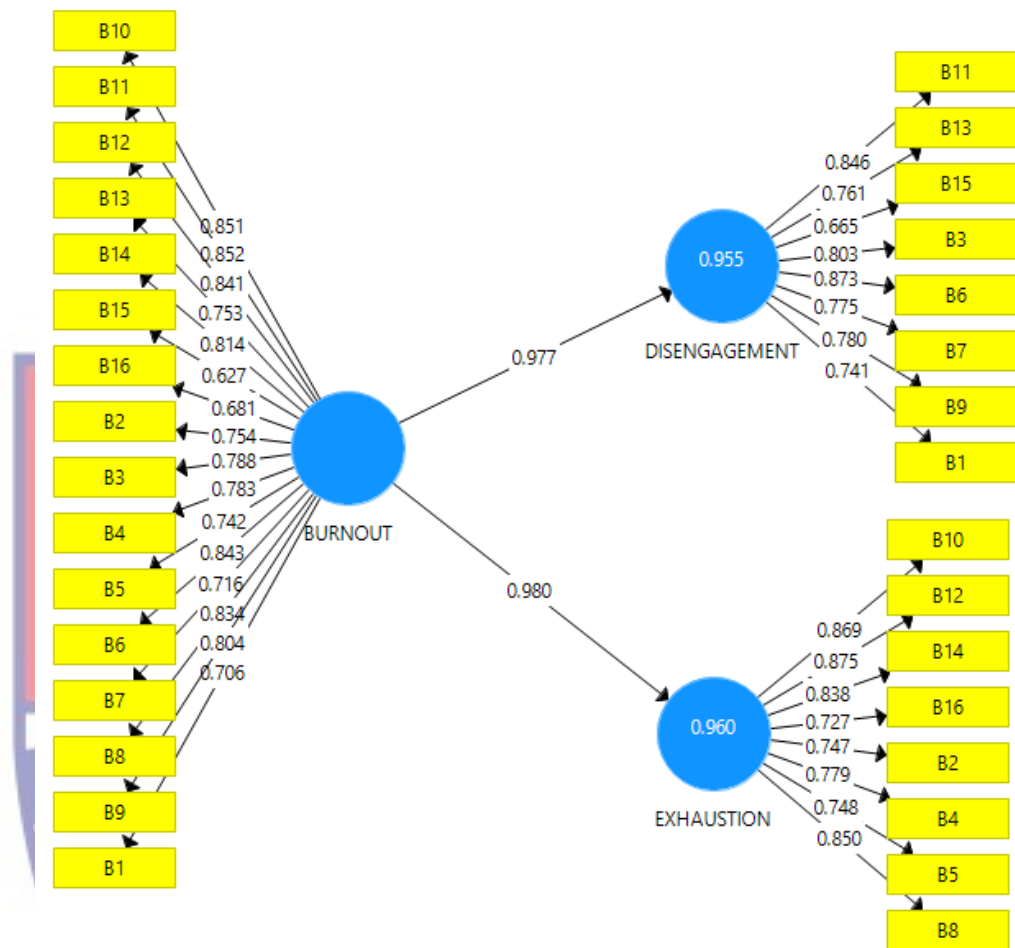 B10
B11
B12
B13
B14
B15
B16
B2
B3
B4
B5
B6
B7
B8
B9
B1
0.851
0.852
0.841
0.753
0.814
0.627
0.681
0.754
0.788
0.783
0.742
0.843
0.716
0.834
0.804
0.706
BURNOUT
0.977
0.980
0.955
DISENGAGEMENT
0.846
0.761
0.665
0.803
0.873
0.775
0.780
0.741
B11
B13
B15
B3
B6
B7
B9
B1
0.960
EXHAUSTION
0.869
0.875
0.838
0.727
0.747
0.779
0.748
0.850
B10
B12
B14
B16
B2
B4
B5
B8